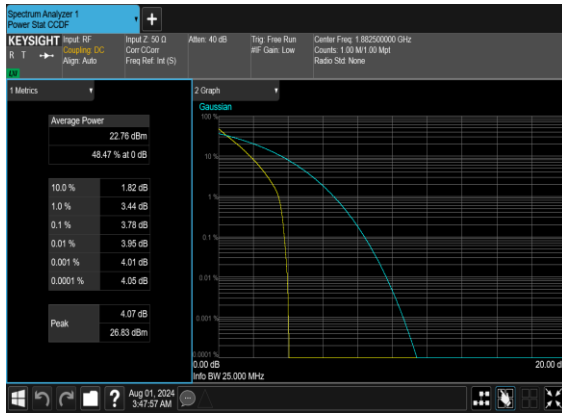 Spectrum Analyzer 1
Power Stat CCDF
KEYSIGHT
R T
LXI
Input: RF
Coupling: DC
Align: Auto
Input Z: 50 Ω
Corr CCorr
Freq Ref: Int (S)
Atten: 40 dB
Trig: Free Run
#IF Gain: Low
Center Freq: 1.882500000 GHz
Counts: 1.00 M/1.00 Mpt
Radio Std: None
1 Metrics
Average Power
22.76 dBm
48.47 % at 0 dB
10.0 % 1.82 dB
1.0 % 3.44 dB
0.1 % 3.78 dB
0.01 % 3.95 dB
0.001 % 4.01 dB
0.0001 % 4.05 dB
Peak
4.07 dB
26.83 dBm
2 Graph
Gaussian
100 %
10 %
1 %
0.1 %
0.01 %
0.001 %
0.0001 %
0.00 dB
20.00 d
Info BW 25.000 MHz
?
Aug 01, 2024
3:47:57 AM